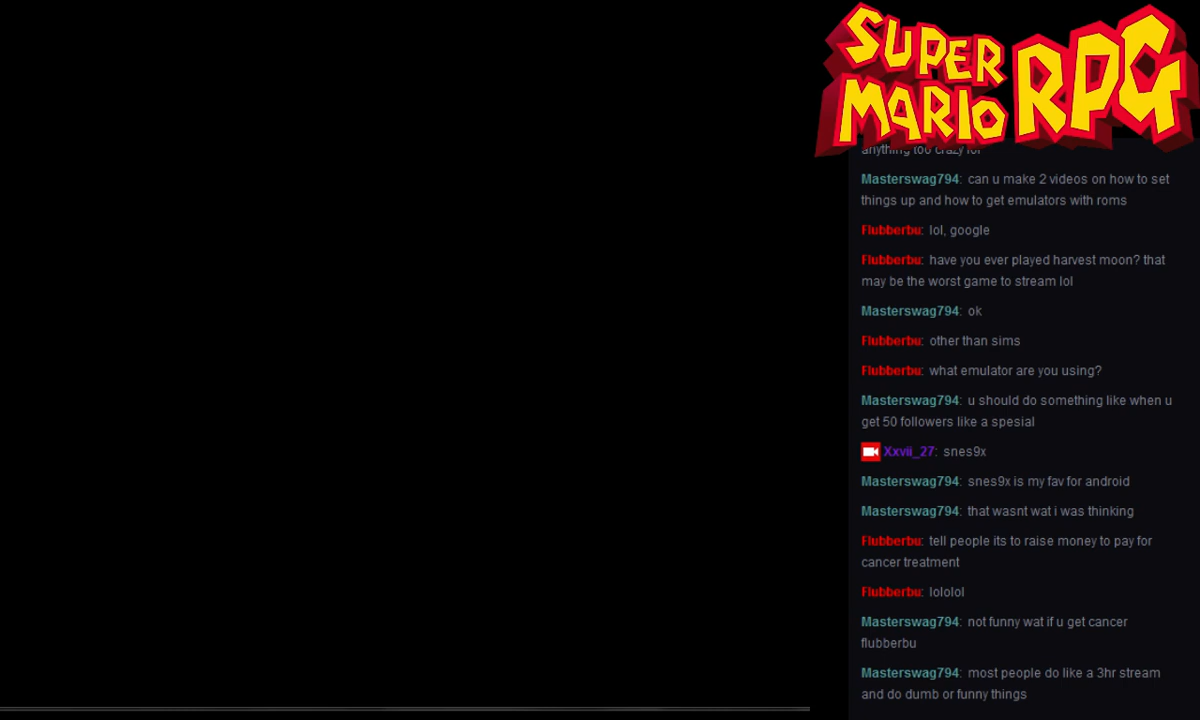 SUPER
MARIO RPG
anything too crazy lol
Masterswag794: can u make 2 videos on how to set
things up and how to get emulators with roms
Flubberbu: lol, google
Flubberbu: have you ever played harvest moon? that
may be the worst game to stream lol
Masterswag794: ok
Flubberbu: other than sims
Flubberbu: what emulator are you using?
Masterswag794: u should do something like when u
get 50 followers like a spesial
Xxvii_27: snes9x
Masterswag794: snes9x is my fav for android
Masterswag794: that wasnt wat i was thinking
Flubberbu: tell people its to raise money to pay for
cancer treatment
Flubberbu: lololol
Masterswag794: not funny wat if u get cancer
flubberbu
Masterswag794: most people do like a 3hr stream
and do dumb or funny things